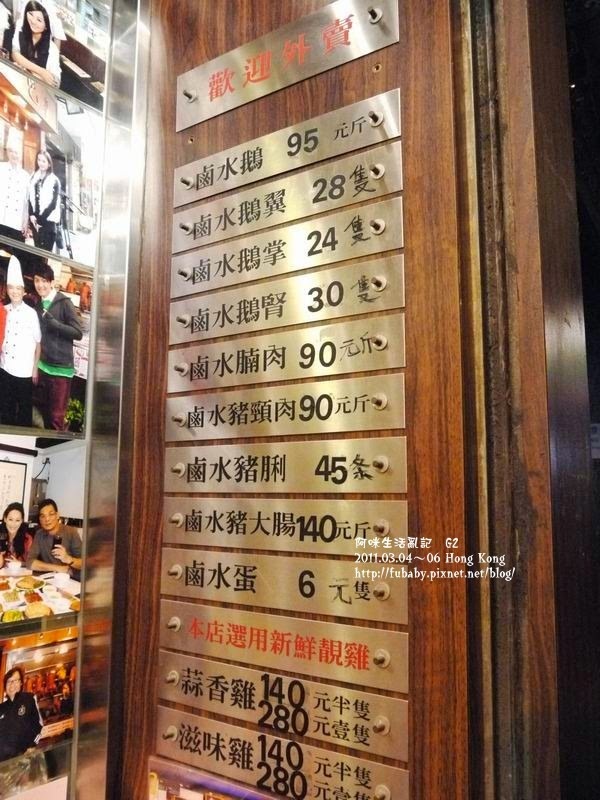 歡迎外賣
鹵水鵝 95 元斤
鹵水鵝翼 28 隻
鹵水鵝掌 24 隻
鹵水鵝腎 30 隻
鹵水腩肉 90 元斤
鹵水豬頸肉 90 元斤
鹵水豬脷 45 条
鹵水豬大腸 140 元斤
阿咪生活亂記 G2
2011.03.04~06 Hong Kong
http://fubaby.pixnet.net/blog/
鹵水蛋 6 元隻
本店選用新鮮靚雞
蒜香雞 140 元半隻
280 元壹隻
滋味雞 140 元半隻
280 元壹隻